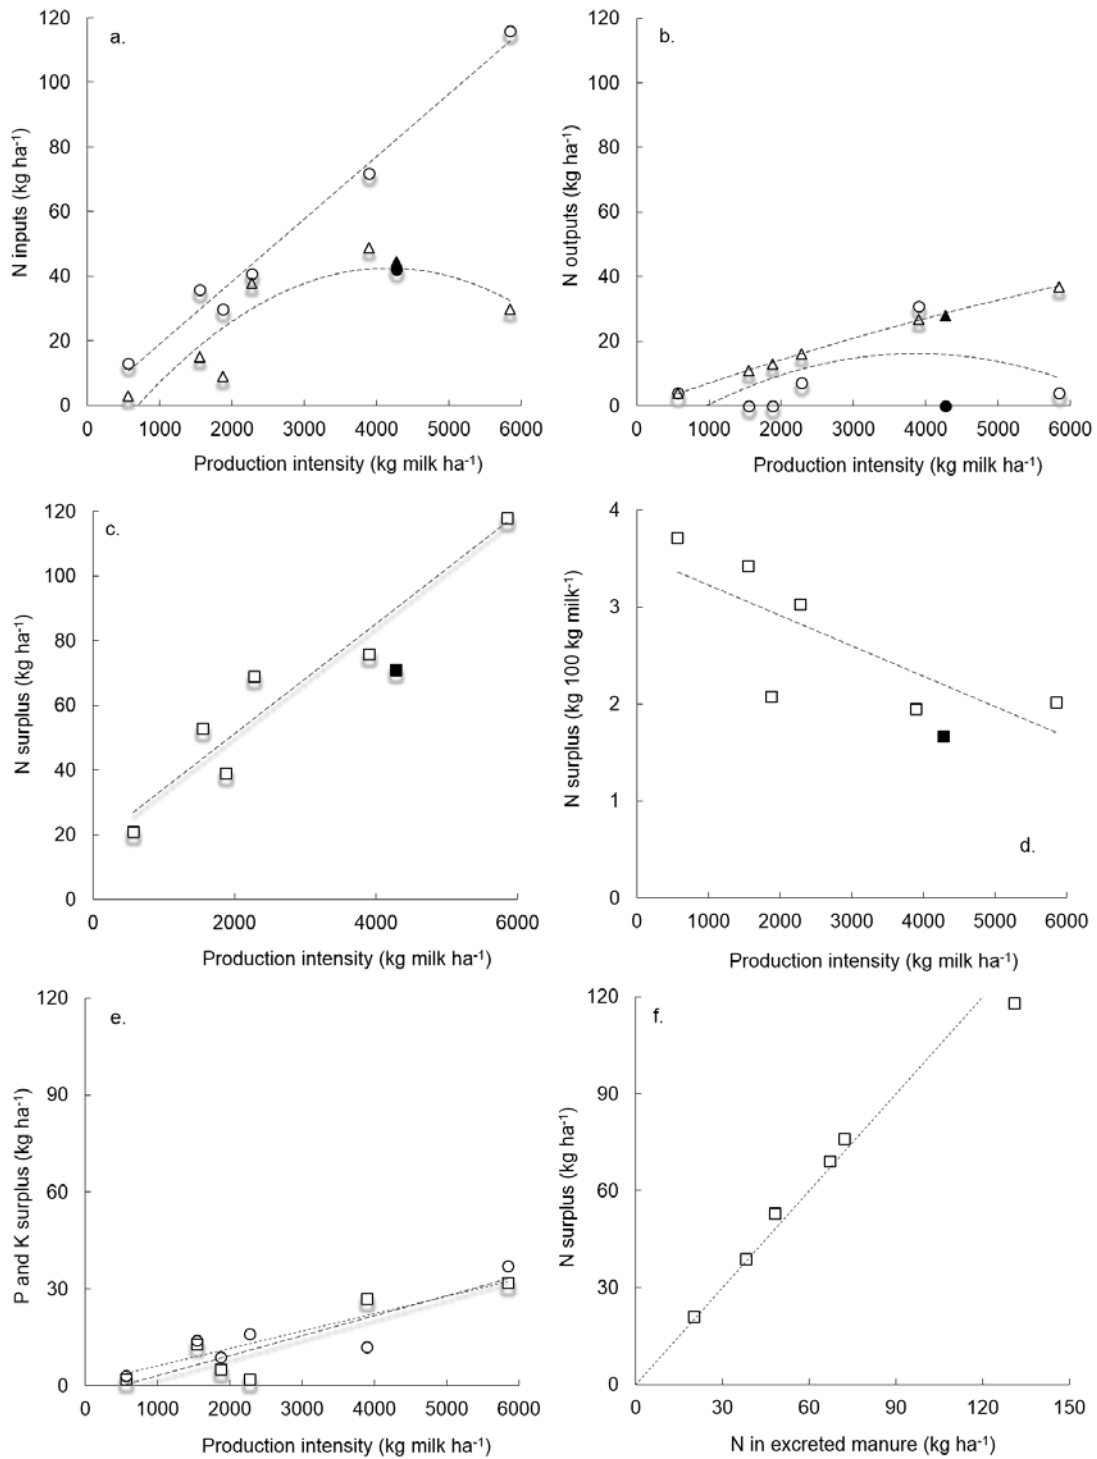 a.
N inputs (kg ha-1)
120
100
80
60
40
20
0
0 1000 2000 3000 4000 5000 6000
Production intensity (kg milk ha-1)
b.
N outputs (kg ha-1)
120
100
80
60
40
20
0
0 1000 2000 3000 4000 5000 6000
Production intensity (kg milk ha-1)
c.
N surplus (kg ha-1)
120
100
80
60
40
20
0
0 2000 4000 6000
Production intensity (kg milk ha-1)
d.
N surplus (kg 100 kg milk-1)
4
3
2
1
0
0 1000 2000 3000 4000 5000 6000
Production intensity (kg milk ha-1)
e.
P and K surplus (kg ha-1)
120
90
60
30
0
0 1000 2000 3000 4000 5000 6000
Production intensity (kg milk ha-1)
f.
N surplus (kg ha-1)
120
90
60
30
0
0 30 60 90 120 150
N in excreted manure (kg ha-1)